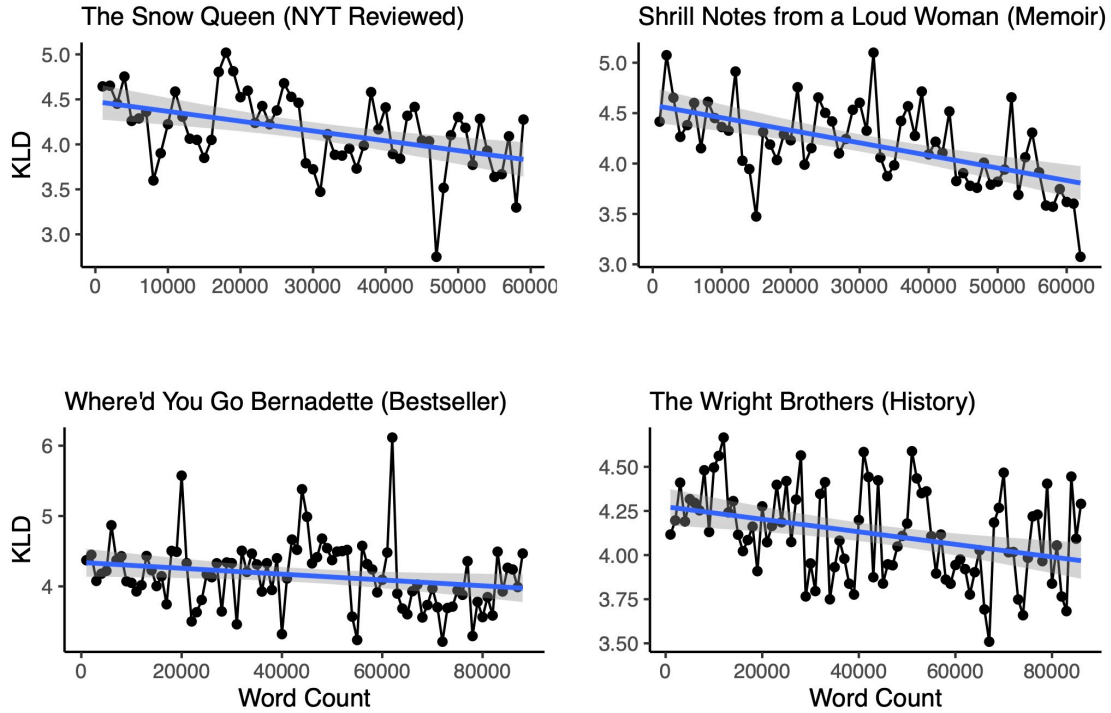 The Snow Queen (NYT Reviewed)
5.0
4.5
4.0
3.5
3.0
KLD
0 10000 20000 30000 40000 50000 60000
Shrill Notes from a Loud Woman (Memoir)
5.0
4.5
4.0
3.5
3.0
0 10000 20000 30000 40000 50000 60000
Where'd You Go Bernadette (Bestseller)
6
5
4
KLD
0 20000 40000 60000 80000
Word Count
The Wright Brothers (History)
4.50
4.25
4.00
3.75
3.50
0 20000 40000 60000 80000
Word Count